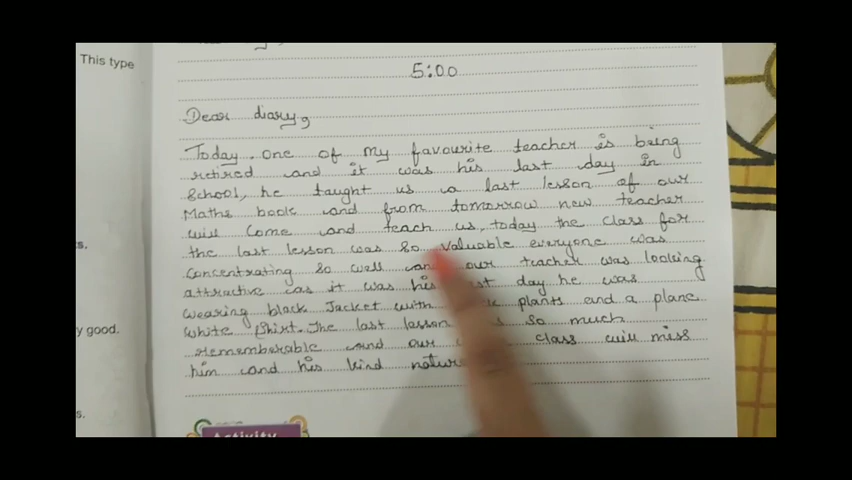 This type
5:00
Dear diary,
Today. One of my favourite teacher is being
retired and it was his last day in
School, he taught us a last lesson of our
Maths book and from tomorrow new teacher
will come and teach us, today the class for
the last lesson was so valuable everyone was
s.
concentrating so well and our teacher was looking
attractive as it was his day he was
wearing black Jacket with plants and a plane
y good.
white Shirt. The last lesson so much
rememberable and our class will miss
him and his kind nature
s.
Activity